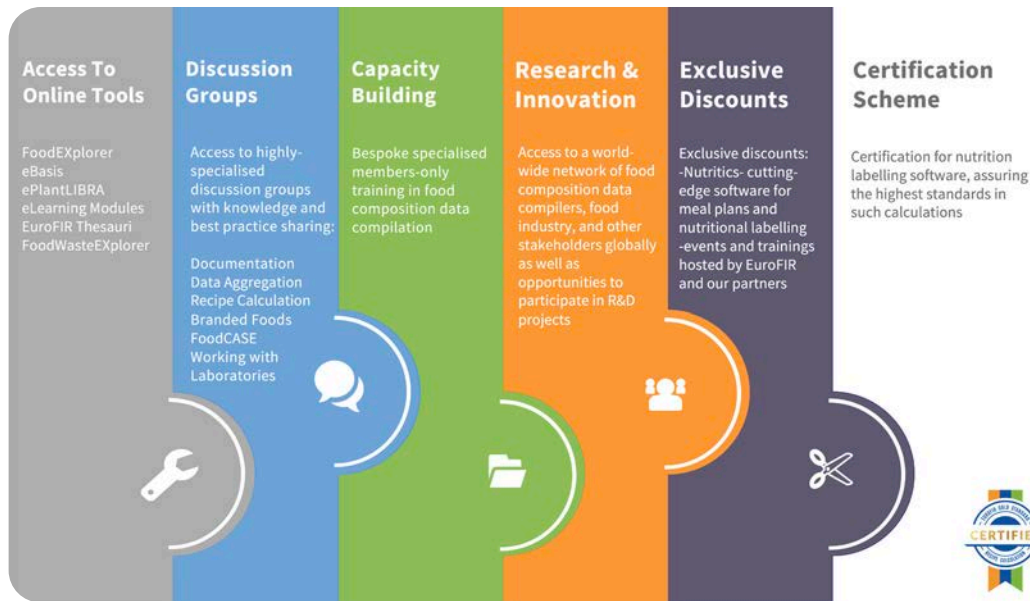 Access To
Online Tools
FoodEXplorer
eBasis
ePlantLIBRA
eLearning Modules
EuroFIR Thesauri
FoodWasteEXplorer
Discussion
Groups
Access to highly-
specialised
discussion groups
with knowledge and
best practice sharing:
Documentation
Data Aggregation
Recipe Calculation
Branded Foods
FoodCASE
Working with
Laboratories
Capacity
Building
Bespoke specialised
members-only
training in food
composition data
compilation
Research &
Innovation
Access to a world-
wide network of food
composition data
compilers, food
industry, and other
stakeholders globally
as well as
opportunities to
participate in R&D
projects
Exclusive
Discounts
Exclusive discounts:
-Nutritics- cutting-
edge software for
meal plans and
nutritional labelling
-events and trainings
hosted by EuroFIR
and our partners
Certification
Scheme
Certification for nutrition
labelling software, assuring
the highest standards in
such calculations
EUROFIR GOLD STANDARD
CERTIFIE
RECIPE CALCULATION